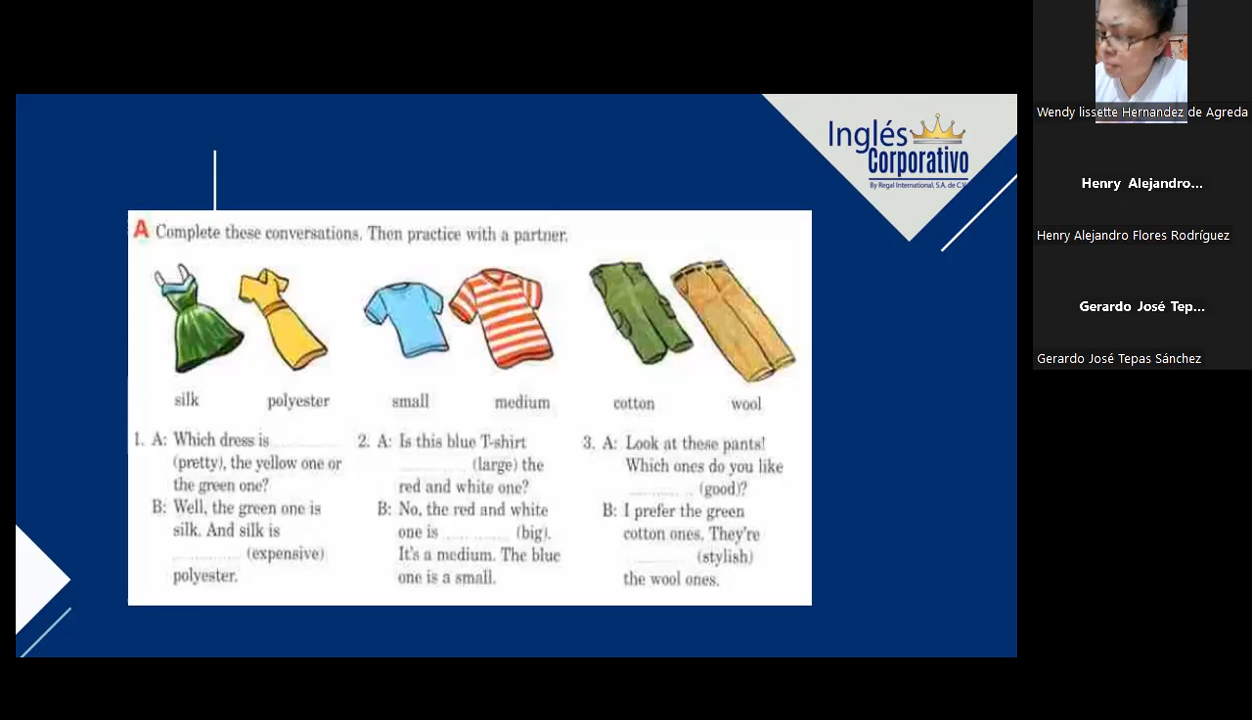 Inglés
Corporativo
By Regal International, S.A. de C.V.
A Complete these conversations. Then practice with a partner.
silk polyester small medium cotton wool
1. A: Which dress is
(pretty), the yellow one or
the green one?
B: Well, the green one is
silk. And silk is
(expensive)
polyester.
2. A: Is this blue T-shirt
(large) the
red and white one?
B: No, the red and white
one is (big).
It's a medium. The blue
one is a small.
3. A: Look at these pants!
Which ones do you like
(good)?
B: I prefer the green
cotton ones. They're
(stylish)
the wool ones.
Wendy lissette Hernandez de Agreda
Henry Alejandro...
Henry Alejandro Flores Rodríguez
Gerardo José Tep...
Gerardo José Tepas Sánchez